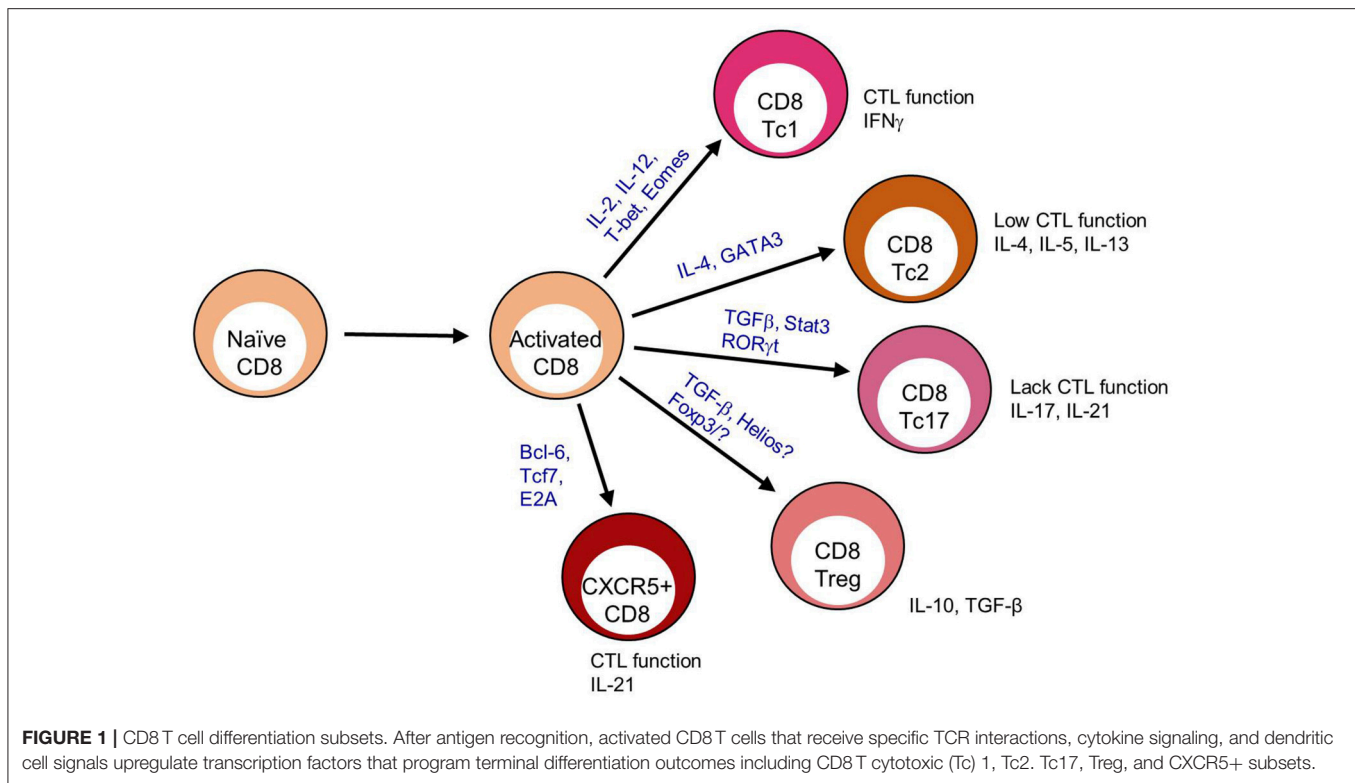 CD8
Tc1
CTL function
IFNγ
IL-2, IL-12,
T-bet, Eomes
CD8
Tc2
Low CTL function
IL-4, IL-5, IL-13
IL-4, GATA3
Naïve
CD8
Activated
CD8
TGFβ, Stat3
RORγt
CD8
Tc17
Lack CTL function
IL-17, IL-21
TGF-β, Helios?
Foxp3/?
CD8
Treg
IL-10, TGF-β
Bcl-6,
Tcf7,
E2A
CXCR5+
CD8
CTL function
IL-21
FIGURE 1 | CD8 T cell differentiation subsets. After antigen recognition, activated CD8 T cells that receive specific TCR interactions, cytokine signaling, and dendritic
cell signals upregulate transcription factors that program terminal differentiation outcomes including CD8 T cytotoxic (Tc) 1, Tc2. Tc17, Treg, and CXCR5+ subsets.